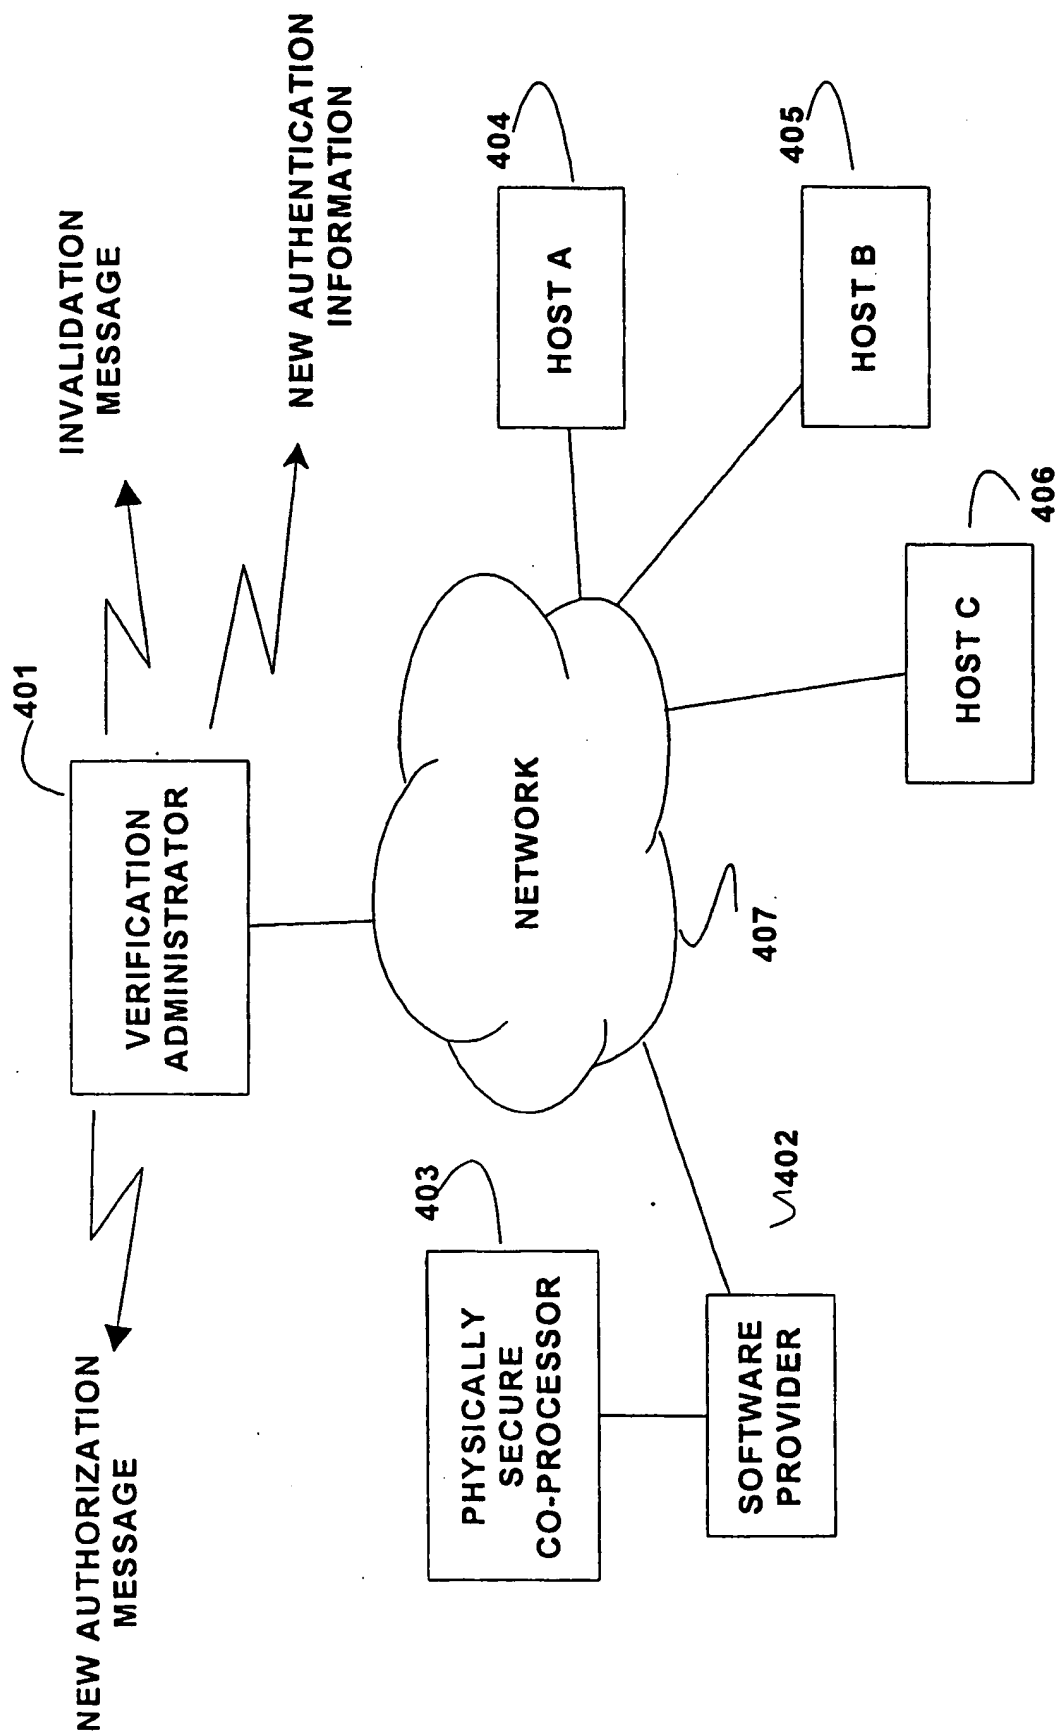 NEW AUTHORIZATION
MESSAGE
401
INVALIDATION
MESSAGE
VERIFICATION
ADMINISTRATOR
NEW AUTHENTICATION
INFORMATION
403
PHYSICALLY
SECURE
CO-PROCESSOR
NETWORK
404
HOST A
402
SOFTWARE
PROVIDER
407
405
HOST B
HOST C
406